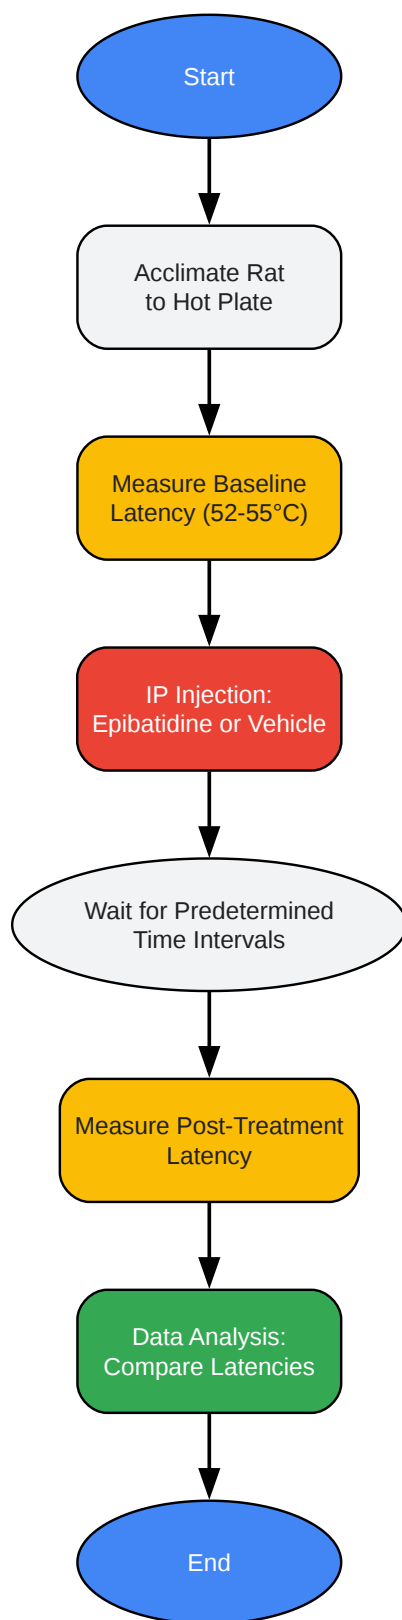 Start
Acclimate Rat
to Hot Plate
Measure Baseline
Latency (52-55°C)
IP Injection:
Epibatidine or Vehicle
Wait for Predetermined
Time Intervals
Measure Post-Treatment
Latency
Data Analysis:
Compare Latencies
End